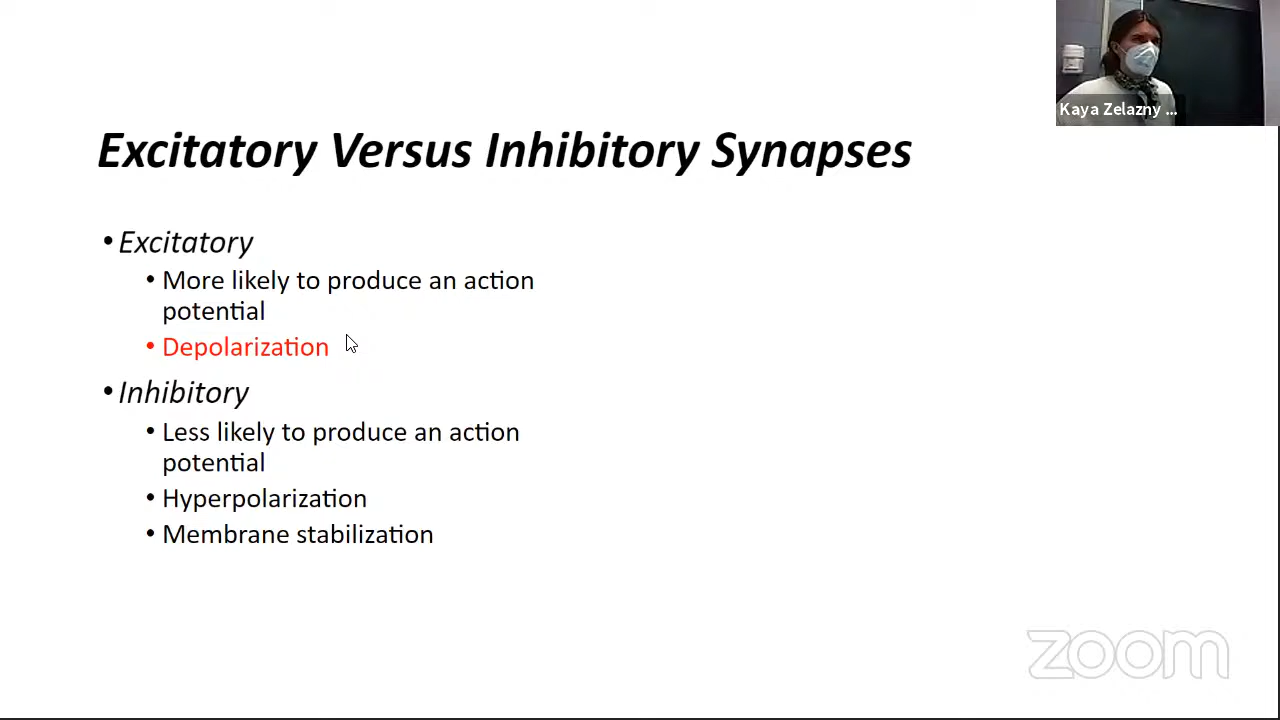 Kaya Zelazny ...
Excitatory Versus Inhibitory Synapses
• Excitatory
• More likely to produce an action
potential
• Depolarization
• Inhibitory
• Less likely to produce an action
potential
• Hyperpolarization
• Membrane stabilization
zoom